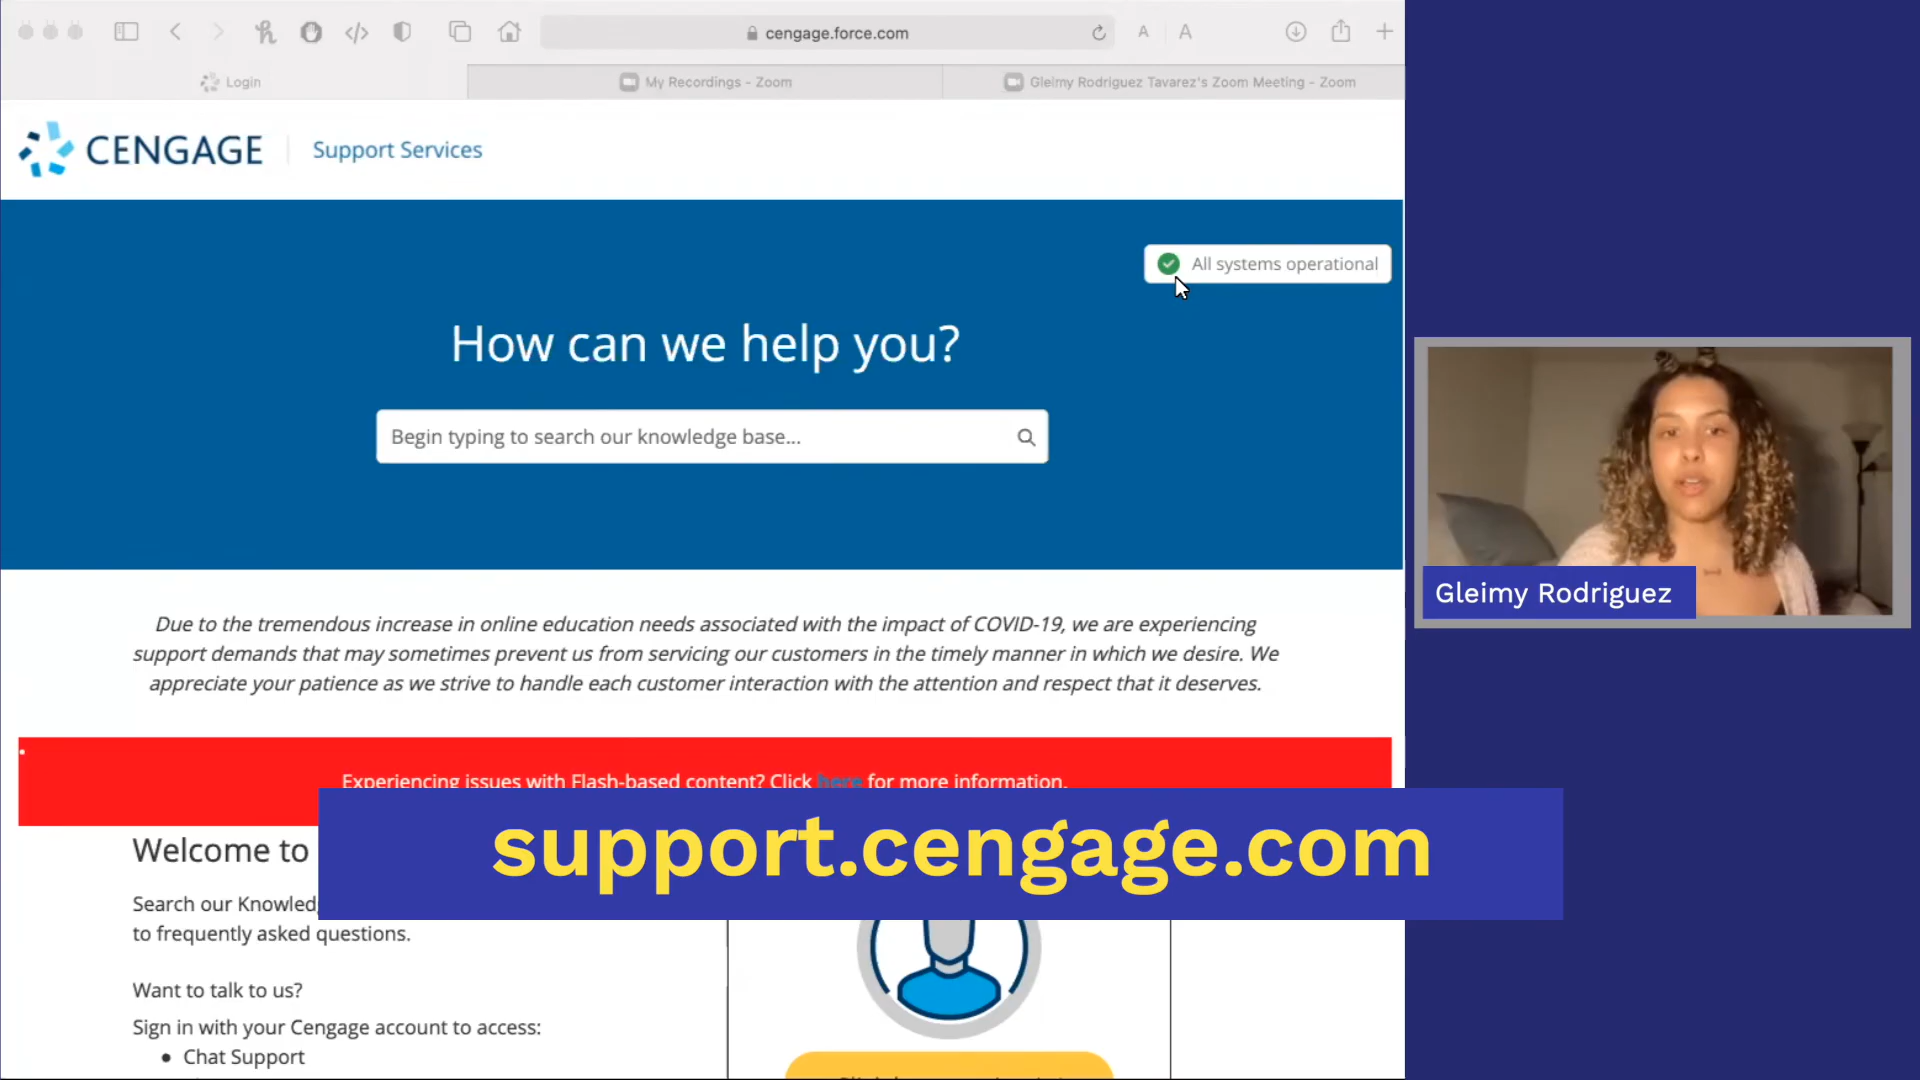 cengage.force.com
A A
Login
My Recordings - Zoom
Gleimy Rodriguez Tavarez's Zoom Meeting - Zoom
CENGAGE
Support Services
All systems operational
How can we help you?
Begin typing to search our knowledge base...
Due to the tremendous increase in online education needs associated with the impact of COVID-19, we are experiencing
support demands that may sometimes prevent us from servicing our customers in the timely manner in which we desire. We
appreciate your patience as we strive to handle each customer interaction with the attention and respect that it deserves.
Gleimy Rodriguez
Experiencing issues with Flash-based content? Click here for more information.
support.cengage.com
Welcome to
Search our
to frequently asked questions.
Want to talk to us?
Sign in with your Cengage account to access:
• Chat Support